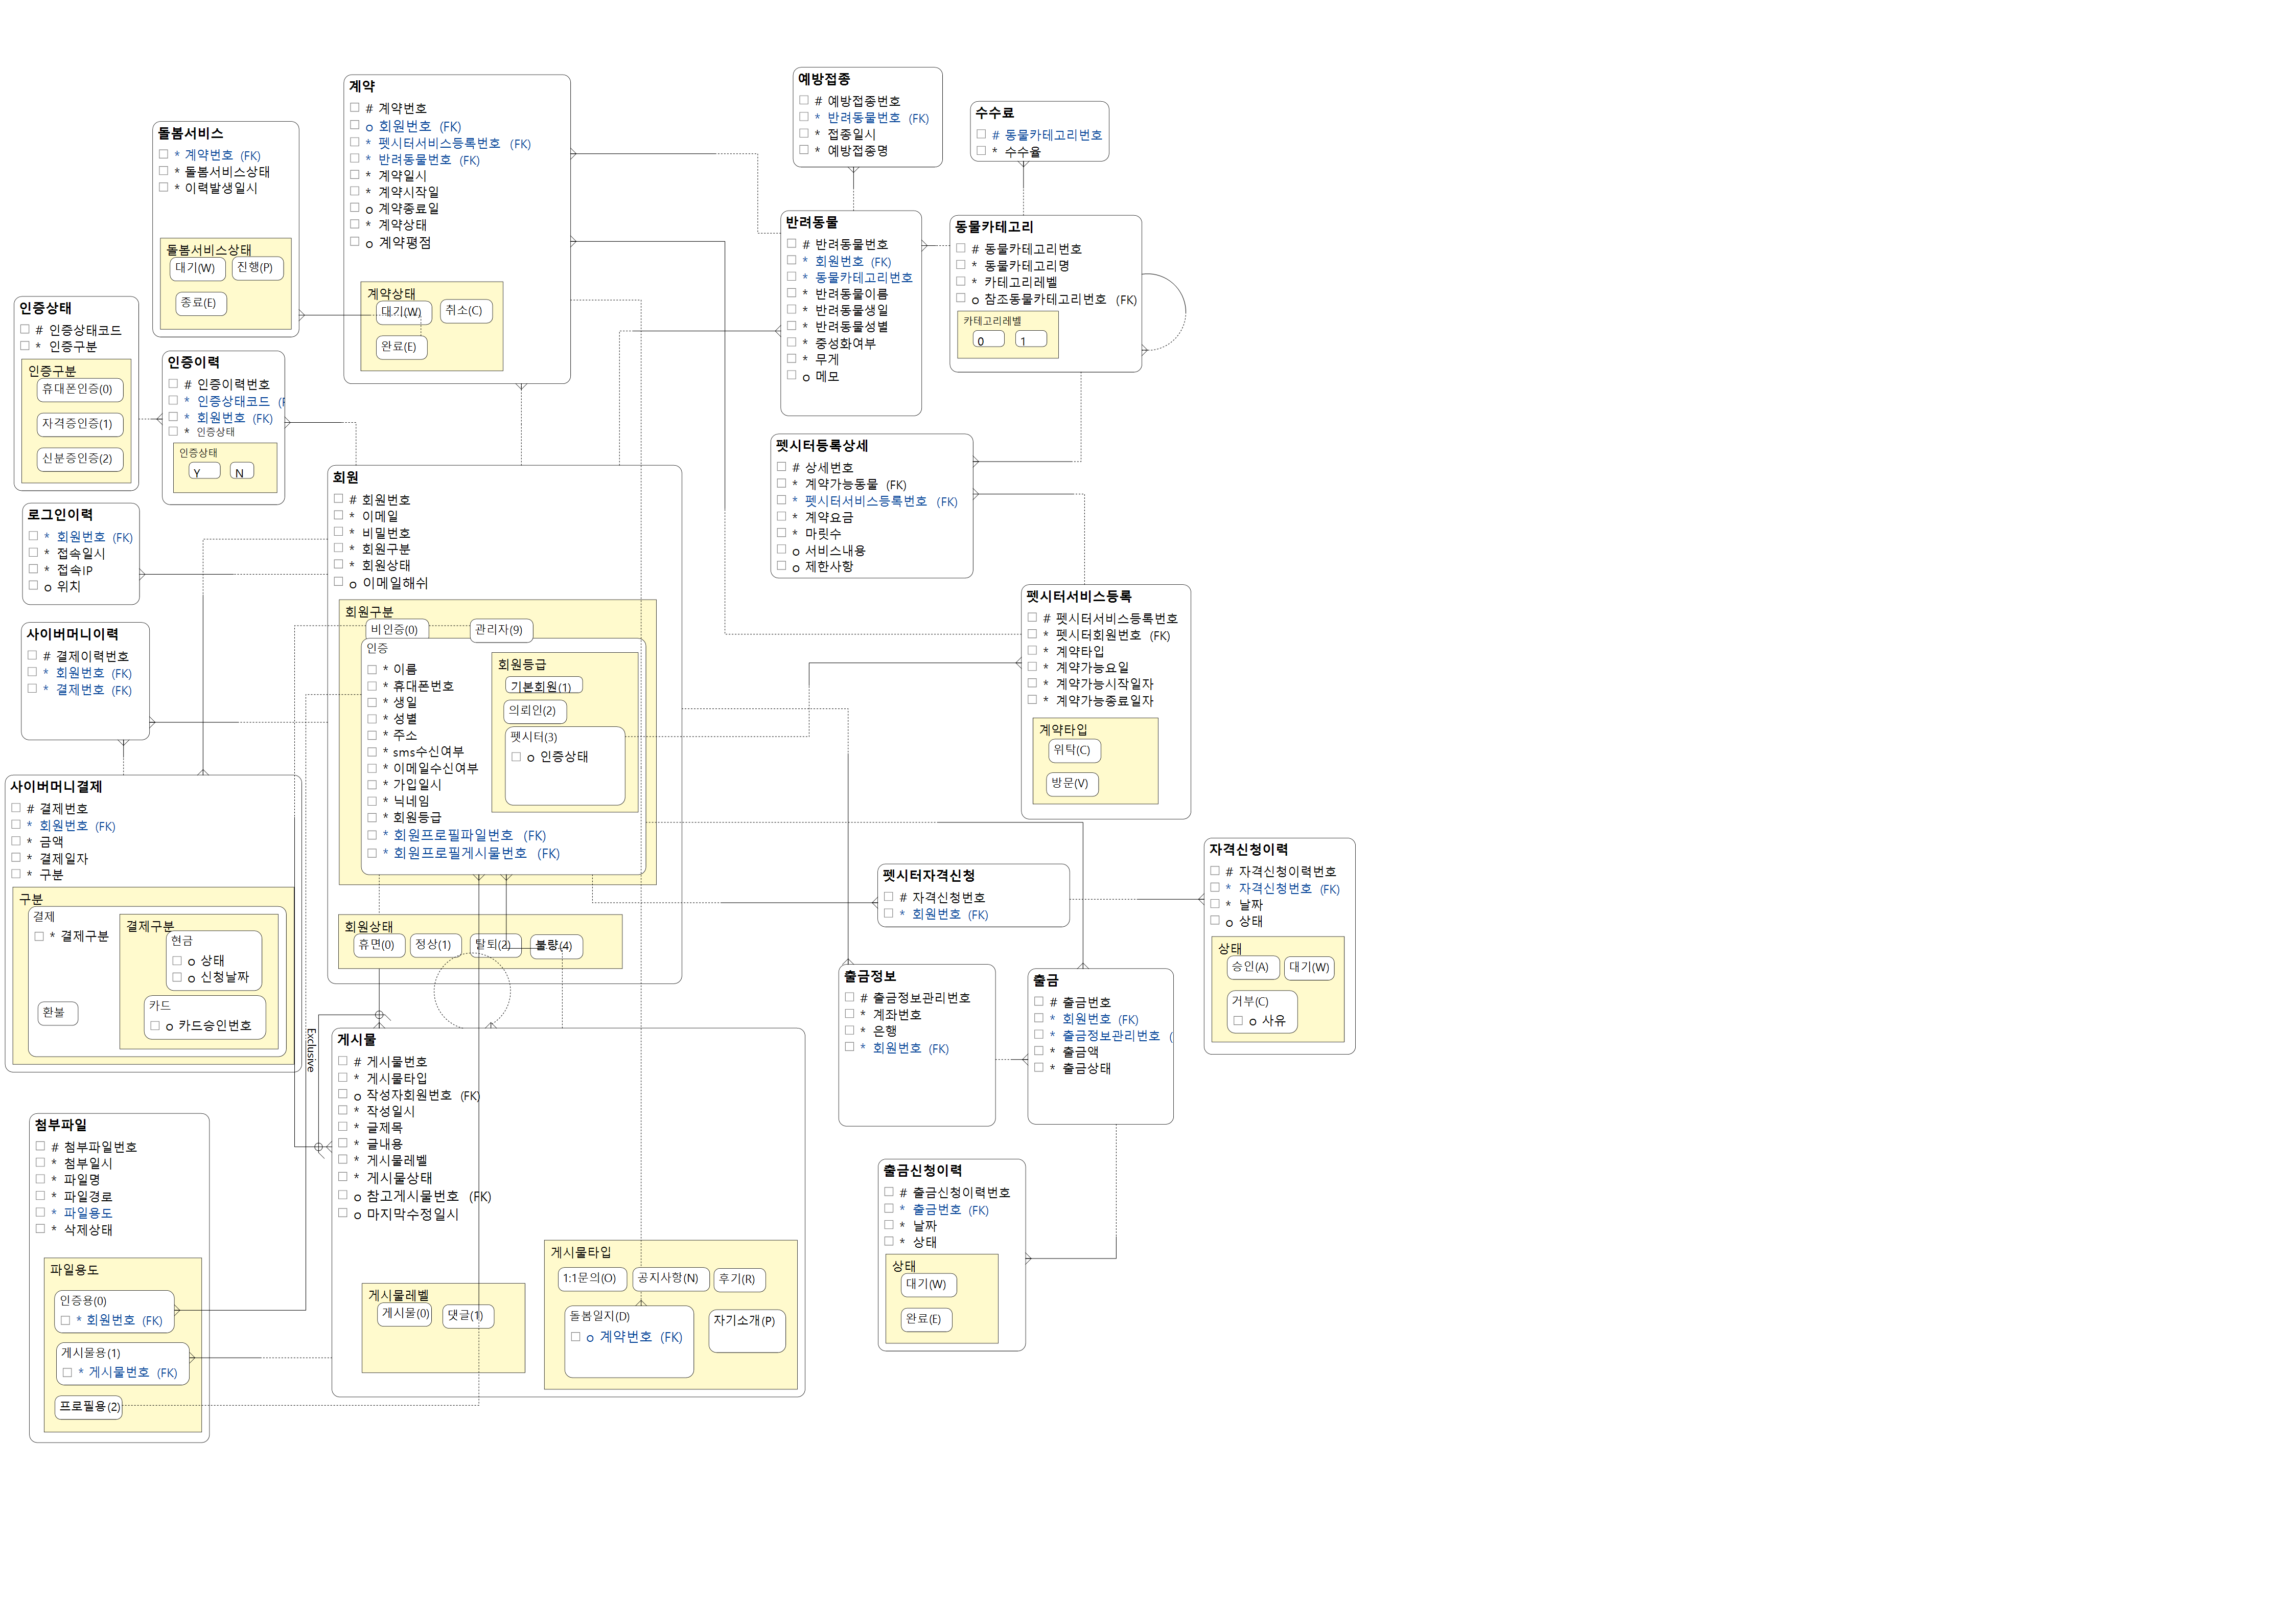 계약
# 계약번호
o 회원번호 (FK)
* 펫시터서비스등록번호 (FK)
* 반려동물번호 (FK)
* 계약일시
* 계약시작일
o 계약종료일
* 계약상태
o 계약평점
계약상태
대기(W)
취소(C)
완료(E)
예방접종
# 예방접종번호
* 반려동물번호 (FK)
* 접종일시
* 예방접종명
수수료
# 동물카테고리번호
* 수수율
돌봄서비스
* 계약번호 (FK)
* 돌봄서비스상태
* 이력발생일시
돌봄서비스상태
대기(W)
진행(P)
종료(E)
반려동물
# 반려동물번호
* 회원번호 (FK)
* 동물카테고리번호
* 반려동물이름
* 반려동물생일
* 반려동물성별
* 중성화여부
* 무게
o 메모
동물카테고리
# 동물카테고리번호
* 동물카테고리명
* 카테고리레벨
o 참조동물카테고리번호 (FK)
카테고리레벨
0
1
인증상태
# 인증상태코드
* 인증구분
인증구분
휴대폰인증(0)
자격증인증(1)
신분증인증(2)
인증이력
# 인증이력번호
* 인증상태코드 (F
* 회원번호 (FK)
* 인증상태
인증상태
Y
N
펫시터등록상세
# 상세번호
* 계약가능동물 (FK)
* 펫시터서비스등록번호 (FK)
* 계약요금
* 마릿수
o 서비스내용
o 제한사항
회원
# 회원번호
* 이메일
* 비밀번호
* 회원구분
* 회원상태
o 이메일해쉬
회원구분
비인증(0)
관리자(9)
인증
* 이름
* 휴대폰번호
* 생일
* 성별
* 주소
* sms수신여부
* 이메일수신여부
* 가입일시
* 닉네임
* 회원등급
* 회원프로필파일번호 (FK)
* 회원프로필게시물번호 (FK)
회원등급
기본회원(1)
의뢰인(2)
펫시터(3)
o 인증상태
회원상태
휴면(0)
정상(1)
탈퇴(2)
불량(4)
로그인이력
* 회원번호 (FK)
* 접속일시
* 접속IP
o 위치
사이버머니이력
# 결제이력번호
* 회원번호 (FK)
* 결제번호 (FK)
펫시터서비스등록
# 펫시터서비스등록번호
* 펫시터회원번호 (FK)
* 계약타입
* 계약가능요일
* 계약가능시작일자
* 계약가능종료일자
계약타입
위탁(C)
방문(V)
사이버머니결제
# 결제번호
* 회원번호 (FK)
* 금액
* 결제일자
* 구분
구분
결제
* 결제구분
결제구분
현금
o 상태
o 신청날짜
카드
o 카드승인번호
환불
펫시터자격신청
# 자격신청번호
* 회원번호 (FK)
자격신청이력
# 자격신청이력번호
* 자격신청번호 (FK)
* 날짜
o 상태
상태
승인(A)
대기(W)
거부(C)
o 사유
출금정보
# 출금정보관리번호
* 계좌번호
* 은행
* 회원번호 (FK)
출금
# 출금번호
* 회원번호 (FK)
* 출금정보관리번호 (
* 출금액
* 출금상태
Exclusive
게시물
# 게시물번호
* 게시물타입
o 작성자회원번호 (FK)
* 작성일시
* 글제목
* 글내용
* 게시물레벨
* 게시물상태
o 참고게시물번호 (FK)
o 마지막수정일시
게시물레벨
게시물(0)
댓글(1)
게시물타입
1:1문의(O)
공지사항(N)
후기(R)
돌봄일지(D)
o 계약번호 (FK)
자기소개(P)
첨부파일
# 첨부파일번호
* 첨부일시
* 파일명
* 파일경로
* 파일용도
* 삭제상태
파일용도
인증용(0)
* 회원번호 (FK)
게시물용(1)
* 게시물번호 (FK)
프로필용(2)
출금신청이력
# 출금신청이력번호
* 출금번호 (FK)
* 날짜
* 상태
상태
대기(W)
완료(E)